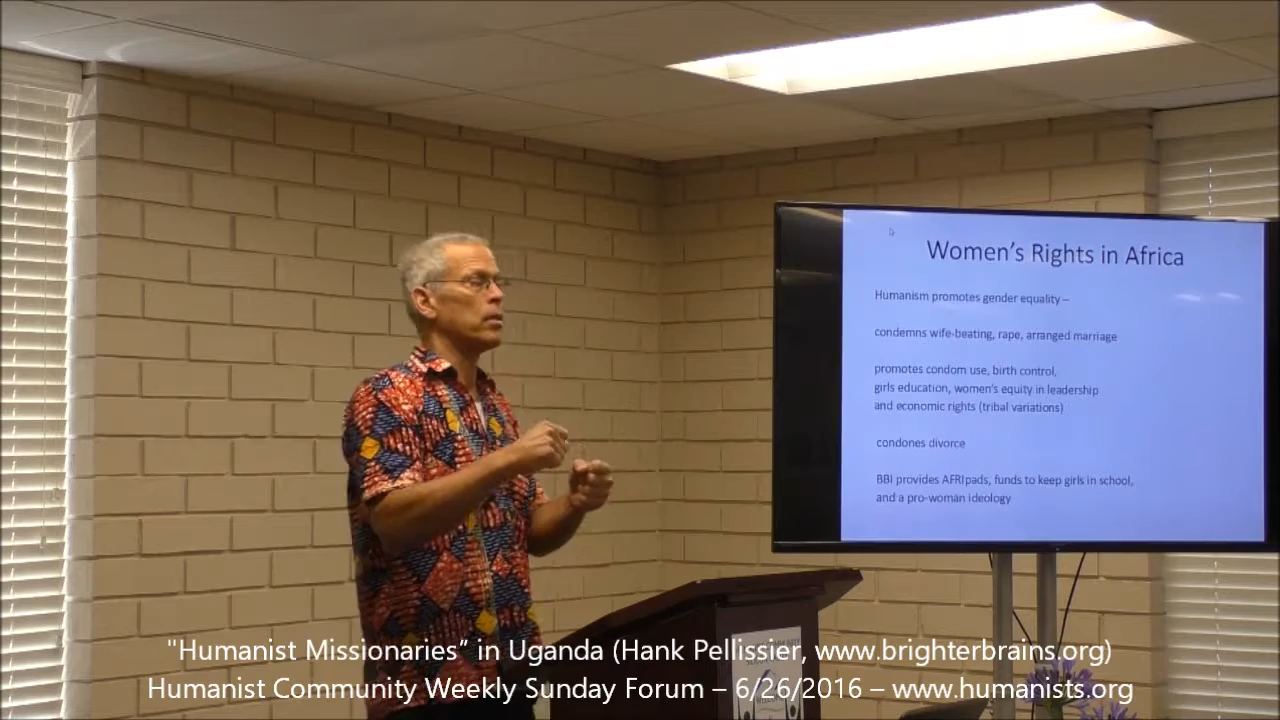 Women's Rights in Africa
Humanism promotes gender equality –
condemns wife-beating, rape, arranged marriage
promotes condom use, birth control,
girls education, women's equity in leadership
and economic rights (tribal variations)
condones divorce
BBI provides AFRIpads, funds to keep girls in school,
and a pro-woman ideology
"Humanist Missionaries" in Uganda (Hank Pellissier, www.brighterbrains.org)
Humanist Community Weekly Sunday Forum – 6/26/2016 – www.humanists.org